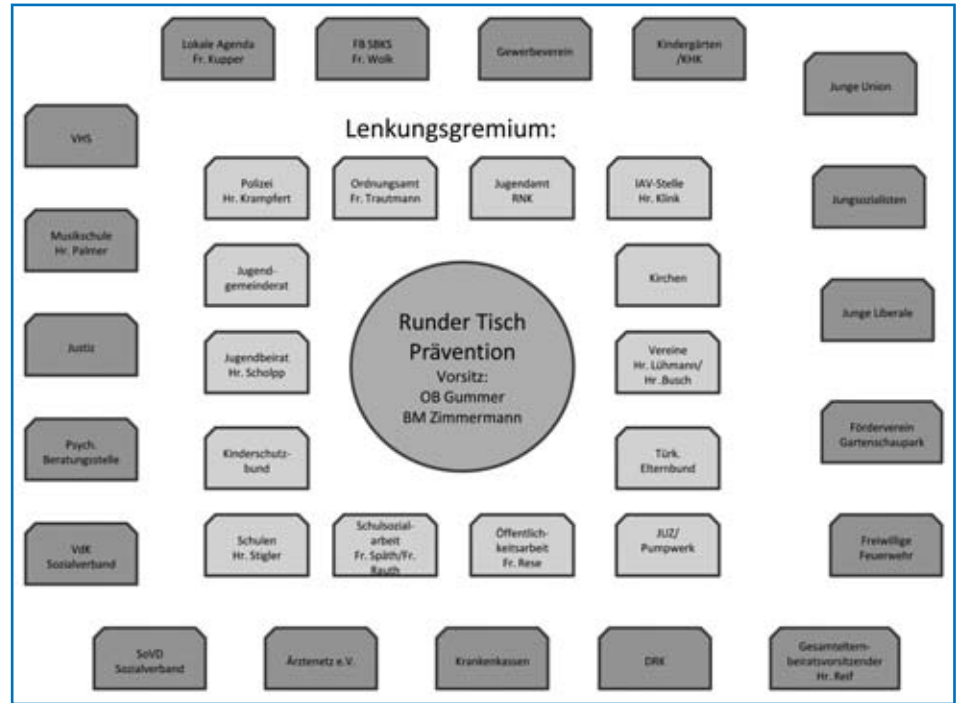 Lokale Agenda
Fr. Kupper
FB SBKS
Fr. Wolk
Gewerbeverein
Kindergärten
/KHK
Junge Union
VHS
Lenkungsgremium:
Polizei
Hr. Krampfert
Ordnungsamt
Fr. Trautmann
Jugendamt
RNK
IAV-Stelle
Hr. Klink
Jungsozialisten
Musikschule
Hr. Palmer
Jugend-
gemeinderat
Kirchen
Runder Tisch
Prävention
Vorsitz:
OB Gummer
BM Zimmermann
Junge Liberale
Justiz
Jugendbeirat
Hr. Scholpp
Vereine
Hr. Lühmann/
Hr .Busch
Psych.
Beratungsstelle
Kinderschutz-
bund
Türk.
Elternbund
Förderverein
Gartenschaupark
VdK
Sozialverband
Schulen
Hr. Stigler
Schulsozial-
arbeit
Fr. Späth/Fr.
Rauth
Öffentlich-
keitsarbeit
Fr. Rese
JUZ/
Pumpwerk
Freiwillige
Feuerwehr
SoVD
Sozialverband
Ärztenetz e.V.
Krankenkassen
DRK
Gesamteltern-
beiratsvorsitzender
Hr. Reif